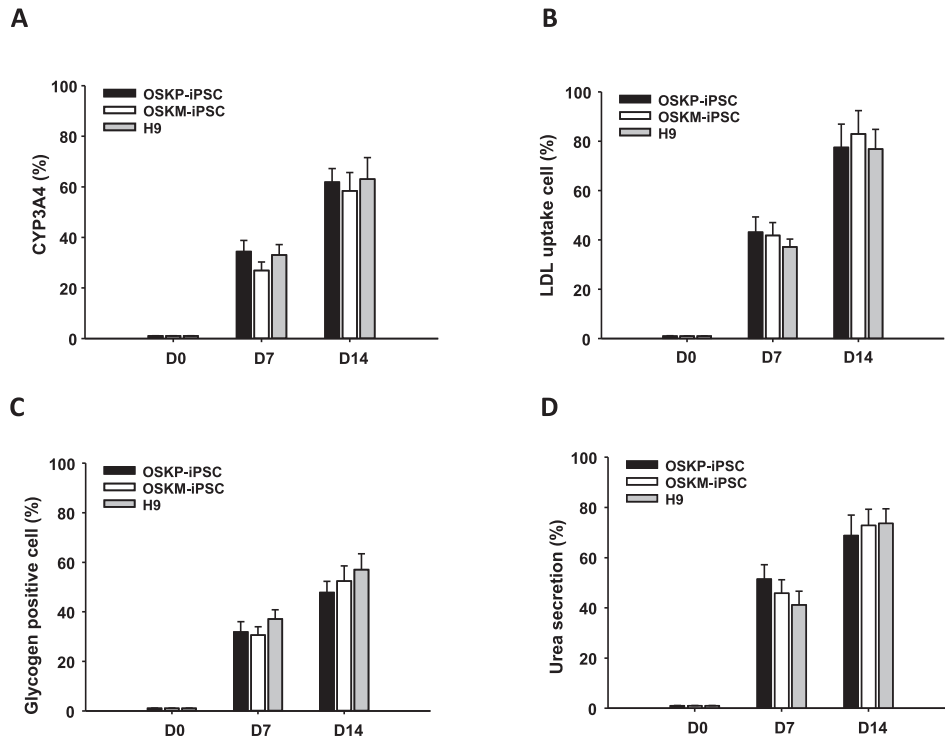 A
CYP3A4 (%)
100
80
60
40
20
0
OSKP-iPSC
OSKM-iPSC
H9
D0 D7 D14
B
LDL uptake cell (%)
100
80
60
40
20
0
OSKP-iPSC
OSKM-iPSC
H9
D0 D7 D14
C
Glycogen positive cell (%)
100
80
60
40
20
0
OSKP-iPSC
OSKM-iPSC
H9
D0 D7 D14
D
Urea secretion (%)
100
80
60
40
20
0
OSKP-iPSC
OSKM-iPSC
H9
D0 D7 D14